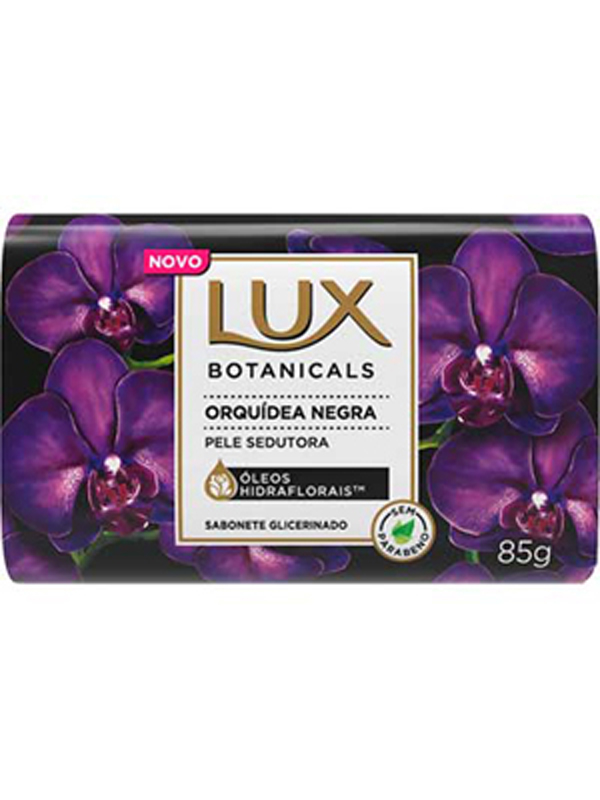 NOVO
LUX
BOTANICALS
ORQUÍDEA NEGRA
PELE SEDUTORA
ÓLEOS
HIDRAFLORAIS™
SABONETE GLICERINADO
SEM
PARABENO
85g